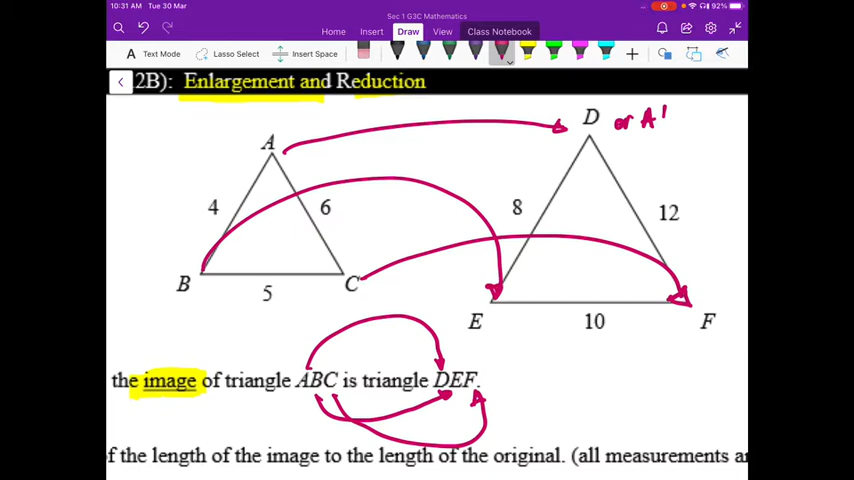 10:31 AM Tue 30 Mar
92%
Sec 1 G3C Mathematics
Home Insert Draw View Class Notebook
A Text Mode Lasso Select Insert Space
2B): Enlargement and Reduction
A
D or A'
4 6 8 12
B C
5
E 10 F
the image of triangle ABC is triangle DEF.
of the length of the image to the length of the original. (all measurements